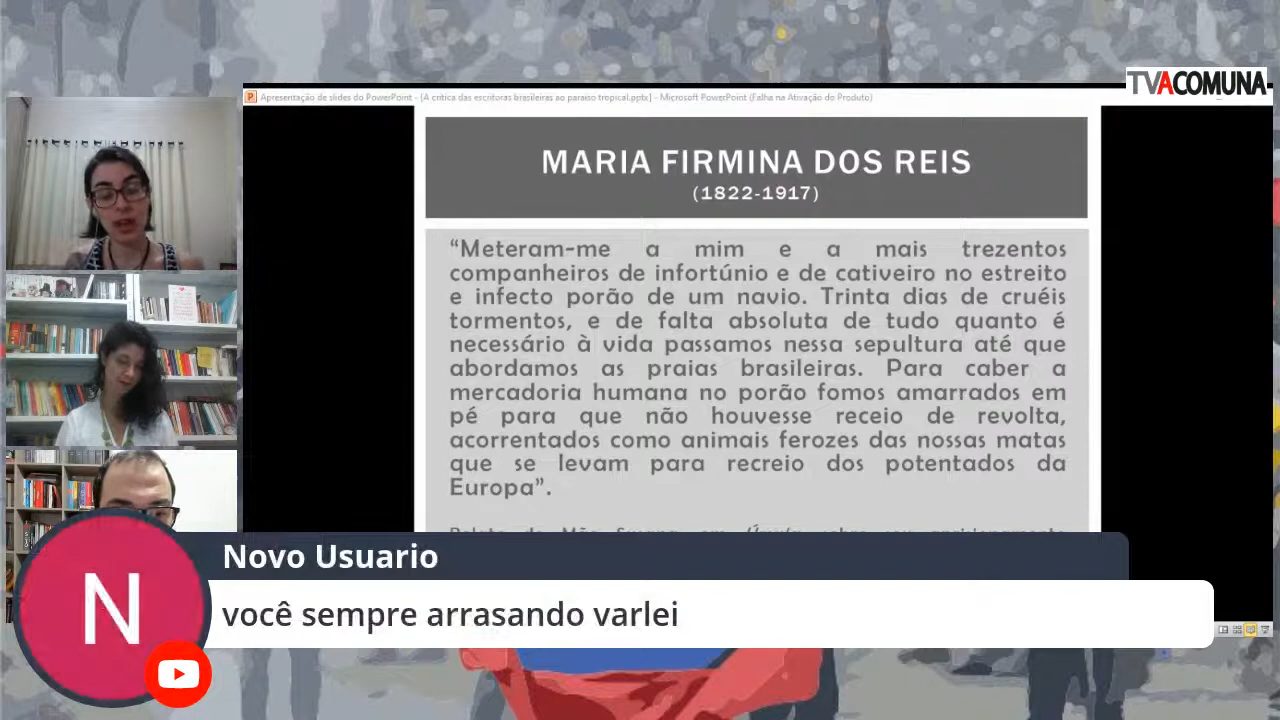 TVACOMUNA
Apresentação de slides do PowerPoint - [A critica das escritoras brasileiras ao paraiso tropical.pptx] - Microsoft PowerPoint (Falha na Ativação do Produto)
MARIA FIRMINA DOS REIS
(1822-1917)
“Meteram-me a mim e a mais trezentos
companheiros de infortúnio e de cativeiro no estreito
e infecto porão de um navio. Trinta dias de cruéis
tormentos, e de falta absoluta de tudo quanto é
necessário à vida passamos nessa sepultura até que
abordamos as praias brasileiras. Para caber a
mercadoria humana no porão fomos amarrados em
pé para que não houvesse receio de revolta,
acorrentados como animais ferozes das nossas matas
que se levam para recreio dos potentados da
Europa”.
Novo Usuario
N
você sempre arrasando varlei